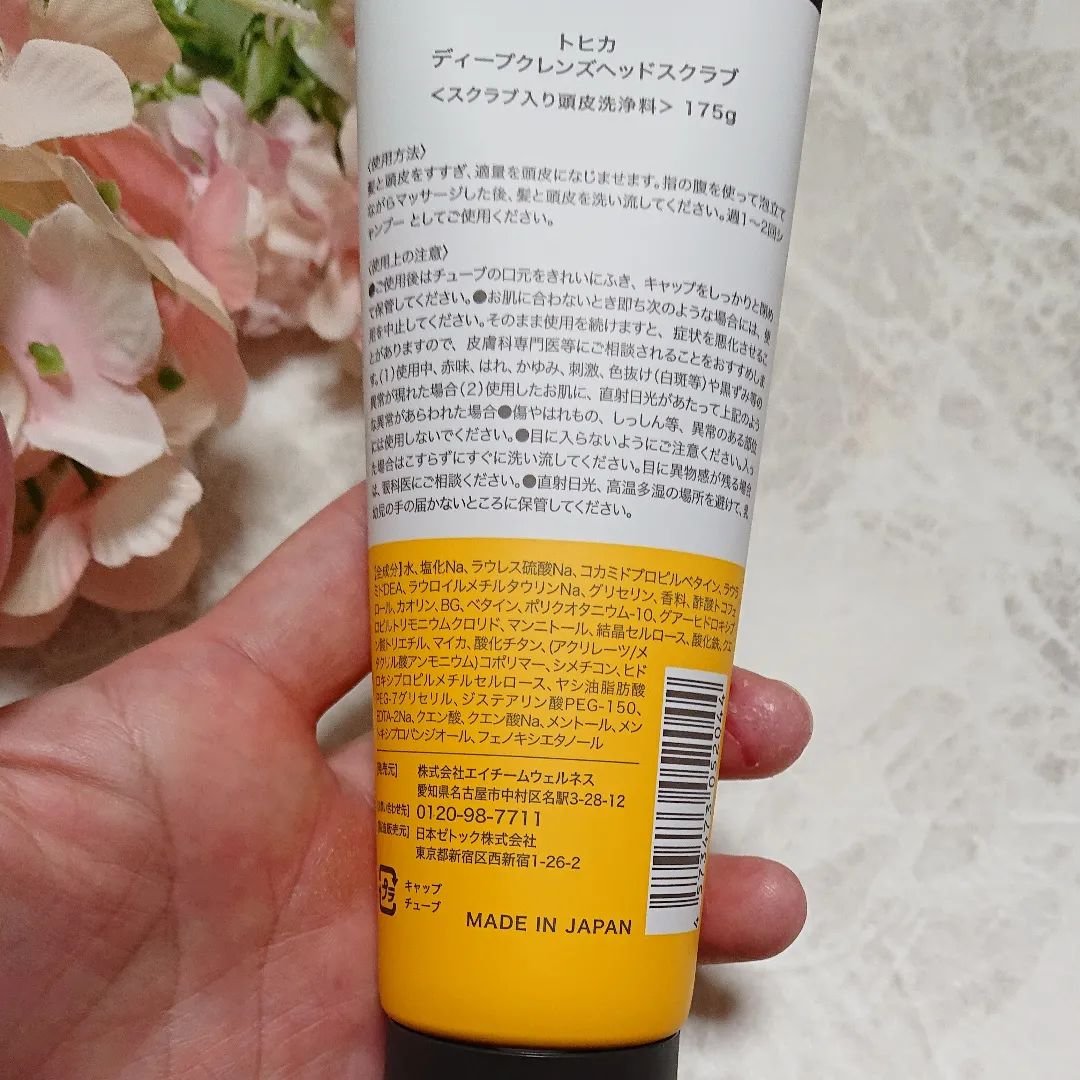 トヒカ
ディープクレンズヘッドスクラブ
<スクラブ入り頭皮洗浄料> 175g
〈使用方法〉
髪と頭皮をすすぎ、適量を頭皮になじませます。指の腹を使って泡立て
ながらマッサージした後、髪と頭皮を洗い流してください。週1〜2回シ
ャンプーとしてご使用ください。
〈使用上の注意〉
●ご使用後はチューブの口元をきれいにふき、キャップをしっかりと閉め
て保管してください。●お肌に合わないとき即ち次のような場合には、使
用を中止してください。そのまま使用を続けますと、症状を悪化させるこ
とがありますので、皮膚科専門医等にご相談されることをおすすめしま
す。(1)使用中、赤味、はれ、かゆみ、刺激、色抜け(白斑等)や黒ずみ等の
異常が現れた場合(2)使用したお肌に、直射日光があたって上記のよう
な異常があらわれた場合●傷やはれもの、しっしん等、異常のある部位
には使用しないでください。●目に入らないようにご注意ください。入っ
た場合はこすらずにすぐに洗い流してください。目に異物感が残る場合
は、眼科医にご相談ください。●直射日光、高温多湿の場所を避けて、乳
幼児の手の届かないところに保管してください。
【全成分】水、塩化Na、ラウレス硫酸Na、コカミドプロピルベタイン、ラウラ
ミドDEA、ラウロイルメチルタウリンNa、グリセリン、香料、酢酸トコフェ
ロール、カオリン、BG、ベタイン、ポリクオタニウム-10、グアーヒドロキシプ
ロピルトリモニウムクロリド、マンニトール、結晶セルロース、酸化鉄、クエ
ン酸トリエチル、マイカ、酸化チタン、(アクリレーツ/メ
タクリル酸アンモニウム)コポリマー、シメチコン、ヒド
ロキシプロピルメチルセルロース、ヤシ油脂肪酸
PEG-7グリセリル、ジステアリン酸PEG-150、
EDTA-2Na、クエン酸、クエン酸Na、メントール、メン
トキシプロパンジオール、フェノキシエタノール
[発売元] 株式会社エイチームウェルネス
愛知県名古屋市中村区名駅3-28-12
[お問い合わせ先] 0120-98-7711
[製造販売元] 日本ゼトック株式会社
東京都新宿区西新宿1-26-2
プラ
キャップ
チューブ
MADE IN JAPAN
4 573473 052044